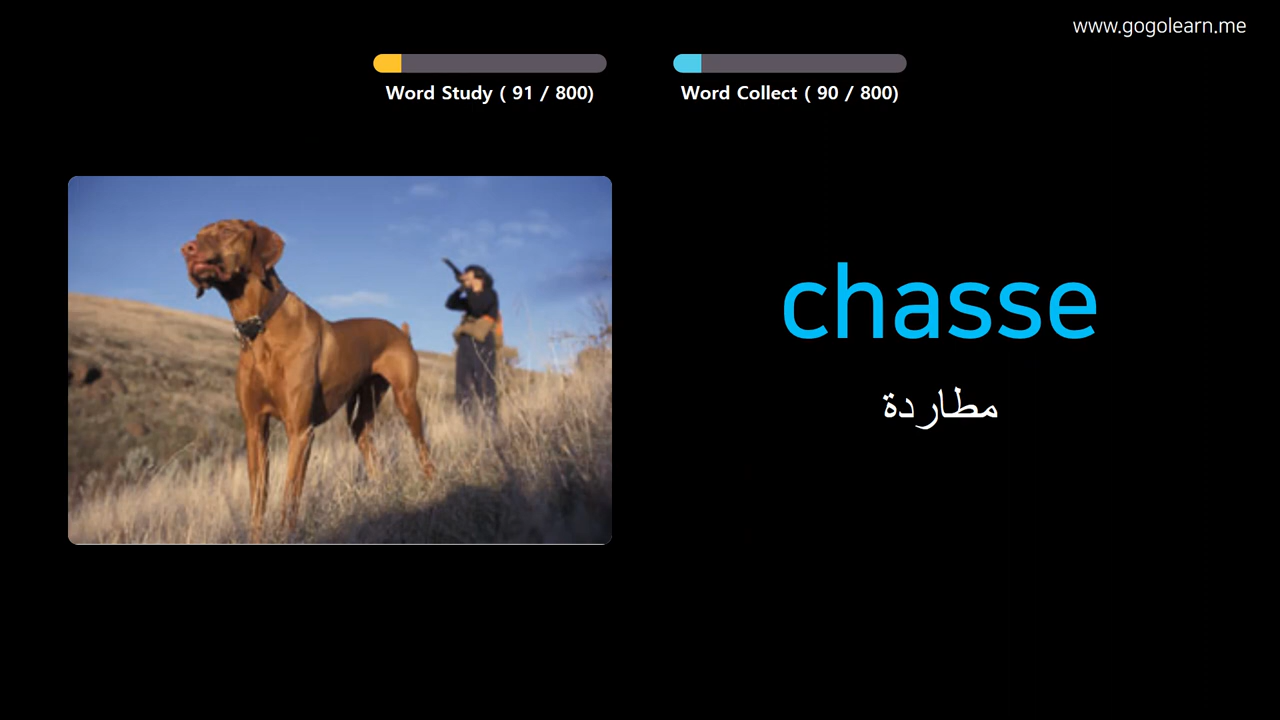 www.gogolearn.me
Word Study ( 91 / 800)
Word Collect ( 90 / 800)
chasse
مطاردة